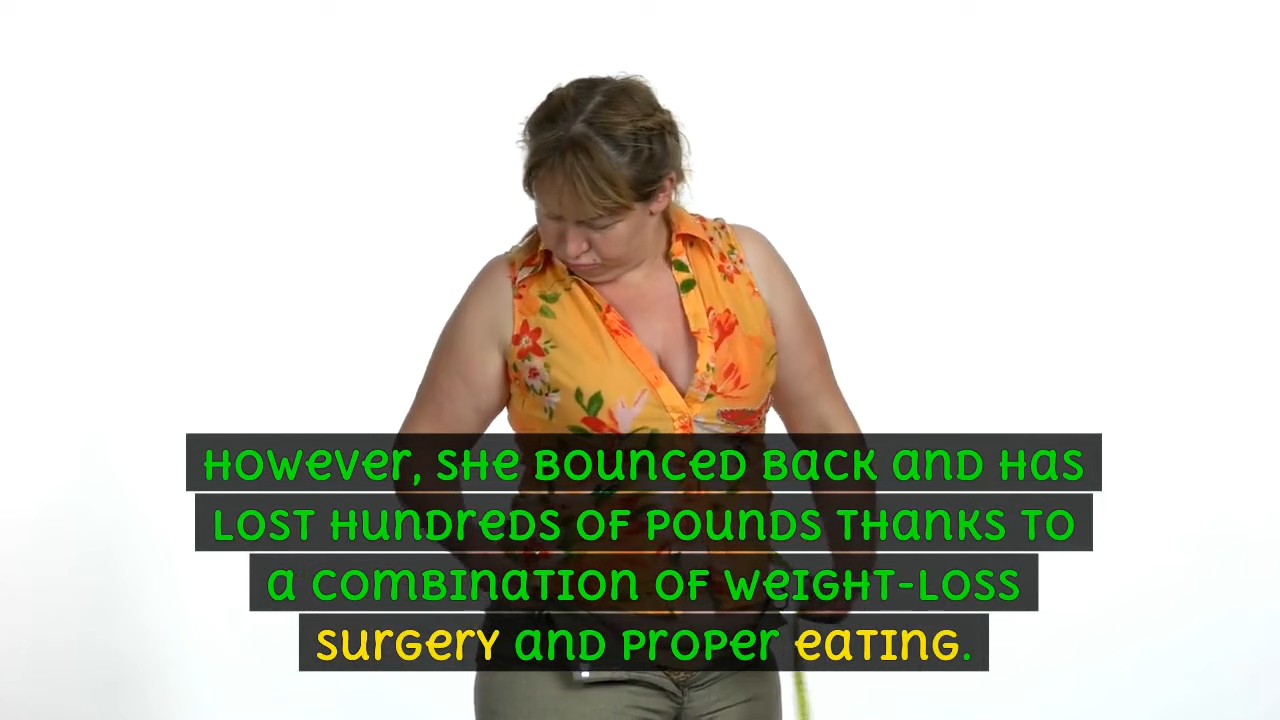 However, she bounced back and has
lost hundreds of pounds thanks to
a combination of weight-loss
surgery and proper eating.